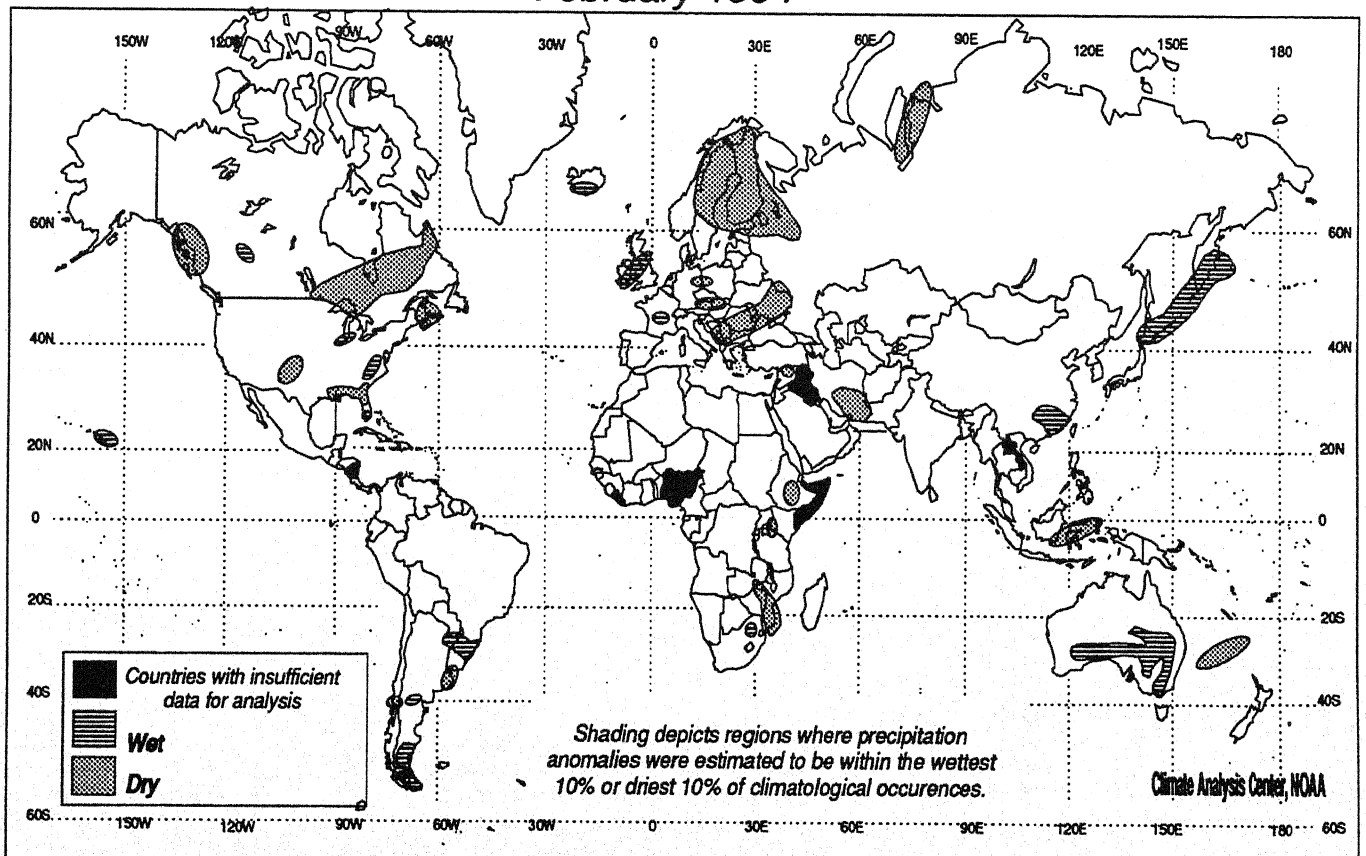 150W 120W 90W 60W 30W 0 30E 60E 90E 120E 150E 180
60N 60N
40N 40N
20N 20N
0 0
20S 20S
40S 40S
Countries with insufficient
data for analysis
Wet
Dry
Shading depicts regions where precipitation
anomalies were estimated to be within the wettest
10% or driest 10% of climatological occurences.
Climate Analysis Center, NOAA
60S 150W 120W 90W 60W 30W 0 30E 60E 90E 120E 150E 180 60S